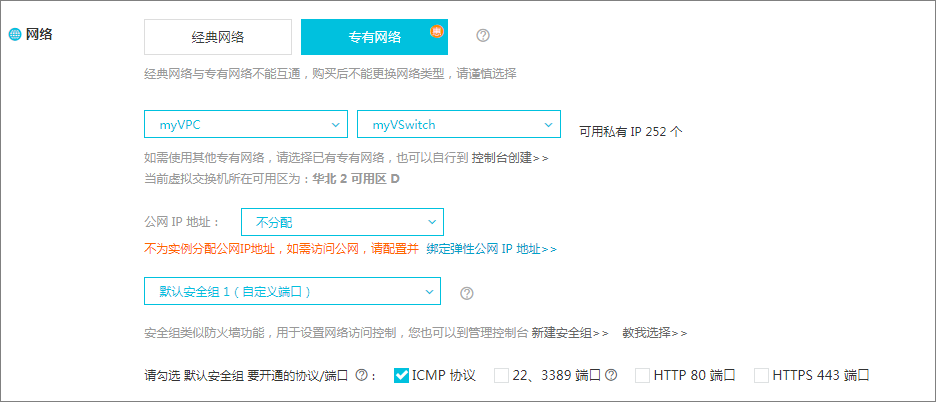 网络
经典网络 专有网络 惠
经典网络与专有网络不能互通，购买后不能更换网络类型，请谨慎选择
myVPC myVSwitch 可用私有 IP 252 个
如需使用其他专有网络，请选择已有专有网络，也可以自行到 控制台创建>>
当前虚拟交换机所在可用区为：华北 2 可用区 D
公网 IP 地址： 不分配
不为实例分配公网IP地址，如需访问公网，请配置并 绑定弹性公网 IP 地址>>
默认安全组 1（自定义端口）
安全组类似防火墙功能，用于设置网络访问控制，您也可以到管理控制台 新建安全组>> 教我选择>>
请勾选 默认安全组 要开通的协议/端口 ?： ICMP 协议 22、3389 端口 ? HTTP 80 端口 HTTPS 443 端口